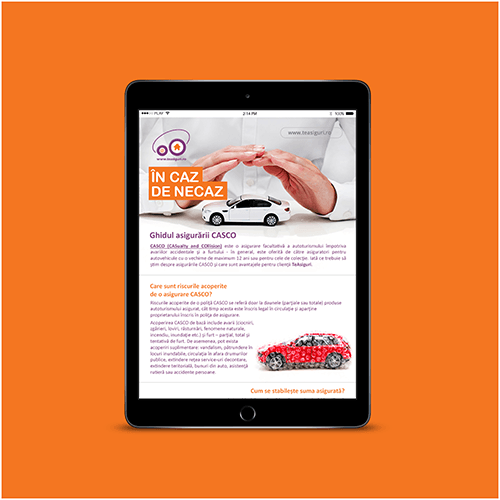 PLIM 2:14 PM 100%
www.teasiguri.ro
www.teasiguri.ro
ÎN CAZ
DE NECAZ
Ghidul asigurării CASCO
CASCO (CASualty and COllision) este o asigurare facultativă a autoturismului împotriva
avariilor accidentale și a furtului - în general, este oferită de către asiguratori pentru
autovehicule cu o vechime de maximum 12 ani sau pentru cele de colecție. Iată ce trebuie să
știm despre asigurările CASCO și care sunt avantajele pentru clienții TeAsiguri.
Care sunt riscurile acoperite
de o asigurare CASCO?
Riscurile acoperite de o poliță CASCO se referă doar la daunele (parțiale sau totale) produse
autoturismului asigurat, cât timp acesta este înscris legal în circulație și aparține
proprietarului înscris în polița de asigurare.
Acoperirea CASCO de bază include avarii (ciocniri,
zgârieri, loviri, răsturnări, fenomene naturale,
incendiu, inundație etc.) și furt – parțial, total și
tentativă de furt. De asemenea, pot exista
acoperiri suplimentare: vandalism, pătrundere în
locuri inundabile, circulația în afara drumurilor
publice, extindere rețea service-uri decontare,
extindere teritorială, bunuri din auto, asistență
rutieră sau accidente persoane.
Cum se stabilește suma asigurată?